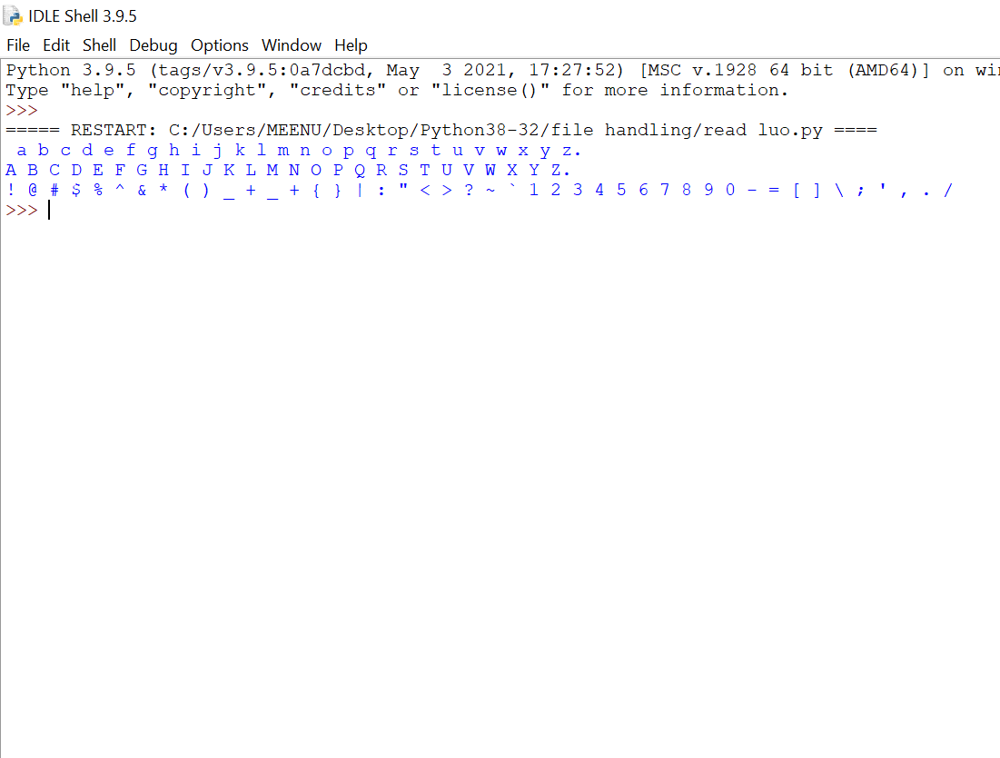 IDLE Shell 3.9.5
File Edit Shell Debug Options Window Help
Python 3.9.5 (tags/v3.9.5:0a7dcbd, May  3 2021, 17:27:52) [MSC v.1928 64 bit (AMD64)] on
Type "help", "copyright", "credits" or "license()" for more information.
>>>
===== RESTART: C:/Users/MEENU/Desktop/Python38-32/file handling/read luo.py ====
 a b c d e f g h i j k l m n o p q r s t u v w x y z.
A B C D E F G H I J K L M N O P Q R S T U V W X Y Z.
! @ # $ % ^ & * ( ) _ + _ + { } | : " < > ? ~ ` 1 2 3 4 5 6 7 8 9 0 - = [ ] \ ; ' , . /
>>>